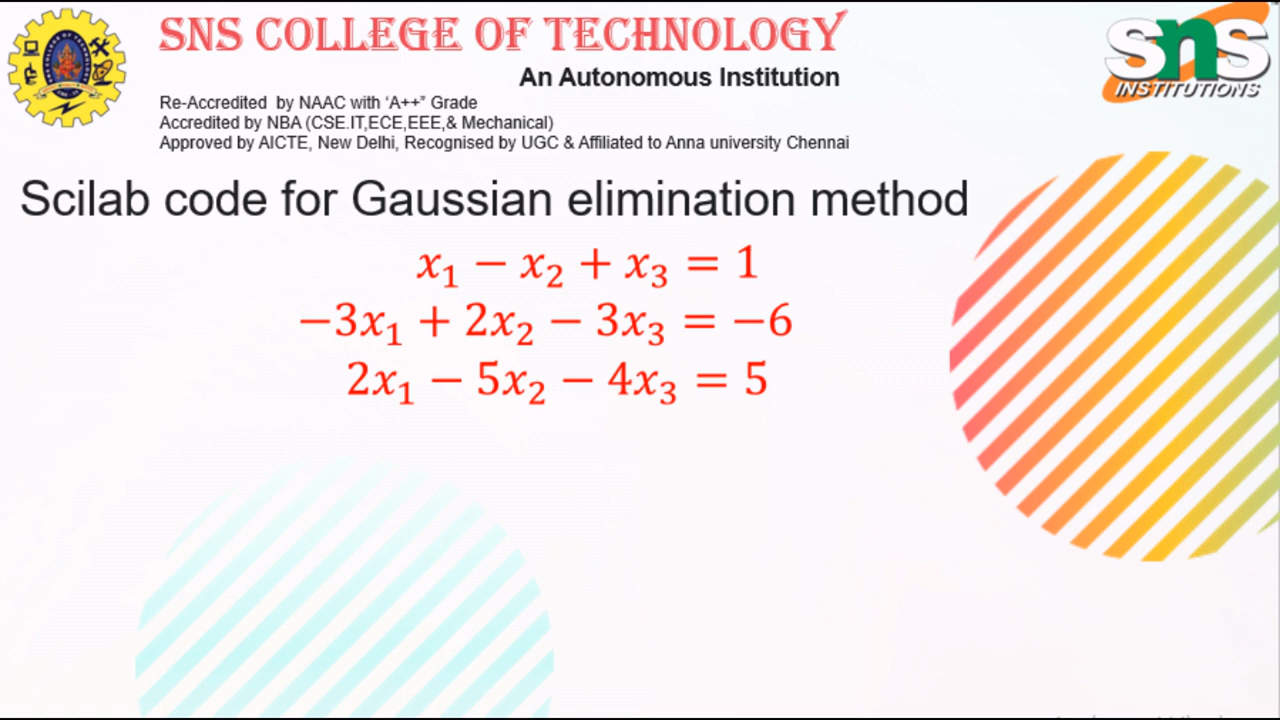 SNS COLLEGE OF TECHNOLOGY
An Autonomous Institution
Re-Accredited by NAAC with ‘A++” Grade
Accredited by NBA (CSE.IT,ECE,EEE,& Mechanical)
Approved by AICTE, New Delhi, Recognised by UGC & Affiliated to Anna university Chennai
sns
INSTITUTIONS
Scilab code for Gaussian elimination method
x₁ − x₂ + x₃ = 1
−3x₁ + 2x₂ − 3x₃ = −6
2x₁ − 5x₂ − 4x₃ = 5